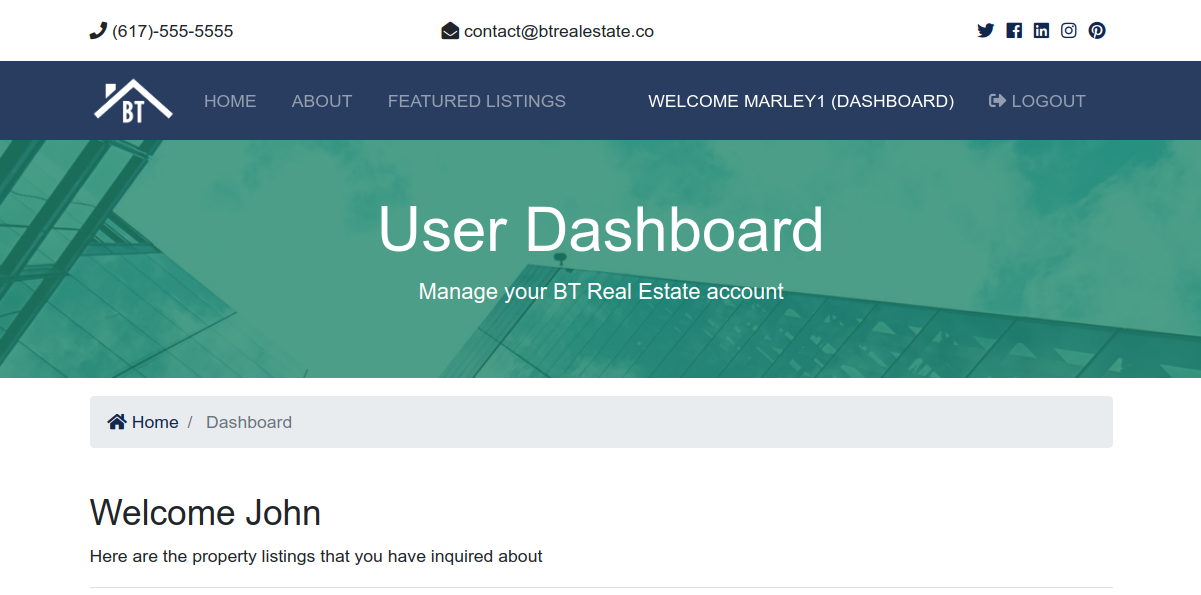 (617)-555-5555 contact@btrealestate.co
BT HOME ABOUT FEATURED LISTINGS WELCOME MARLEY1 (DASHBOARD) LOGOUT
User Dashboard
Manage your BT Real Estate account
Home / Dashboard
Welcome John
Here are the property listings that you have inquired about